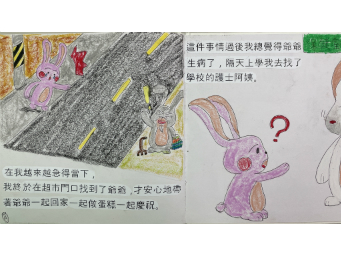 在我越來越急得當下，
我終於在超市門口找到了爺爺，才安心地帶
著爺爺一起回家一起做蛋糕一起慶祝。
這件事情過後我總覺得爺爺
生病了，隔天上學我去找了
學校的護士阿姨。
?